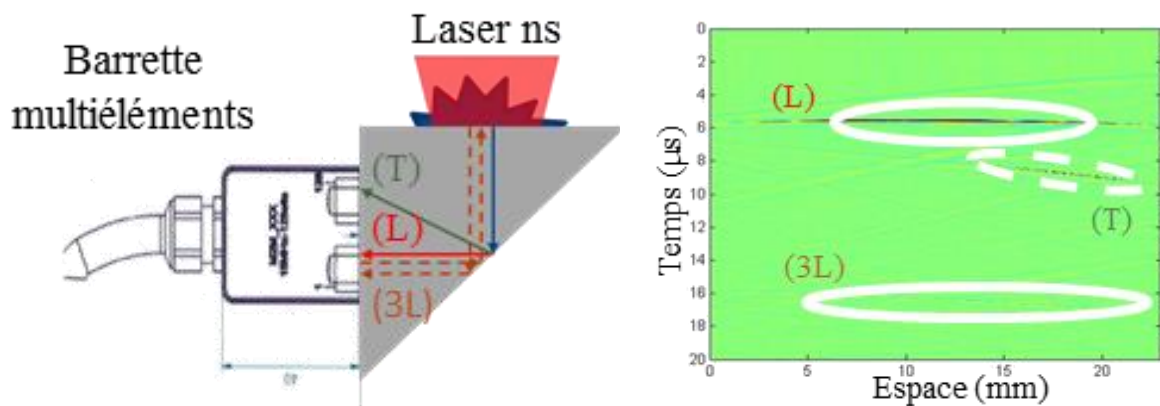 Barrette
multiéléments
Laser ns
(T)
(L)
(3L)
Temps (µs)
0
2
4
6
8
10
12
14
16
18
20
(L)
(T)
(3L)
0
5
10
15
20
Espace (mm)